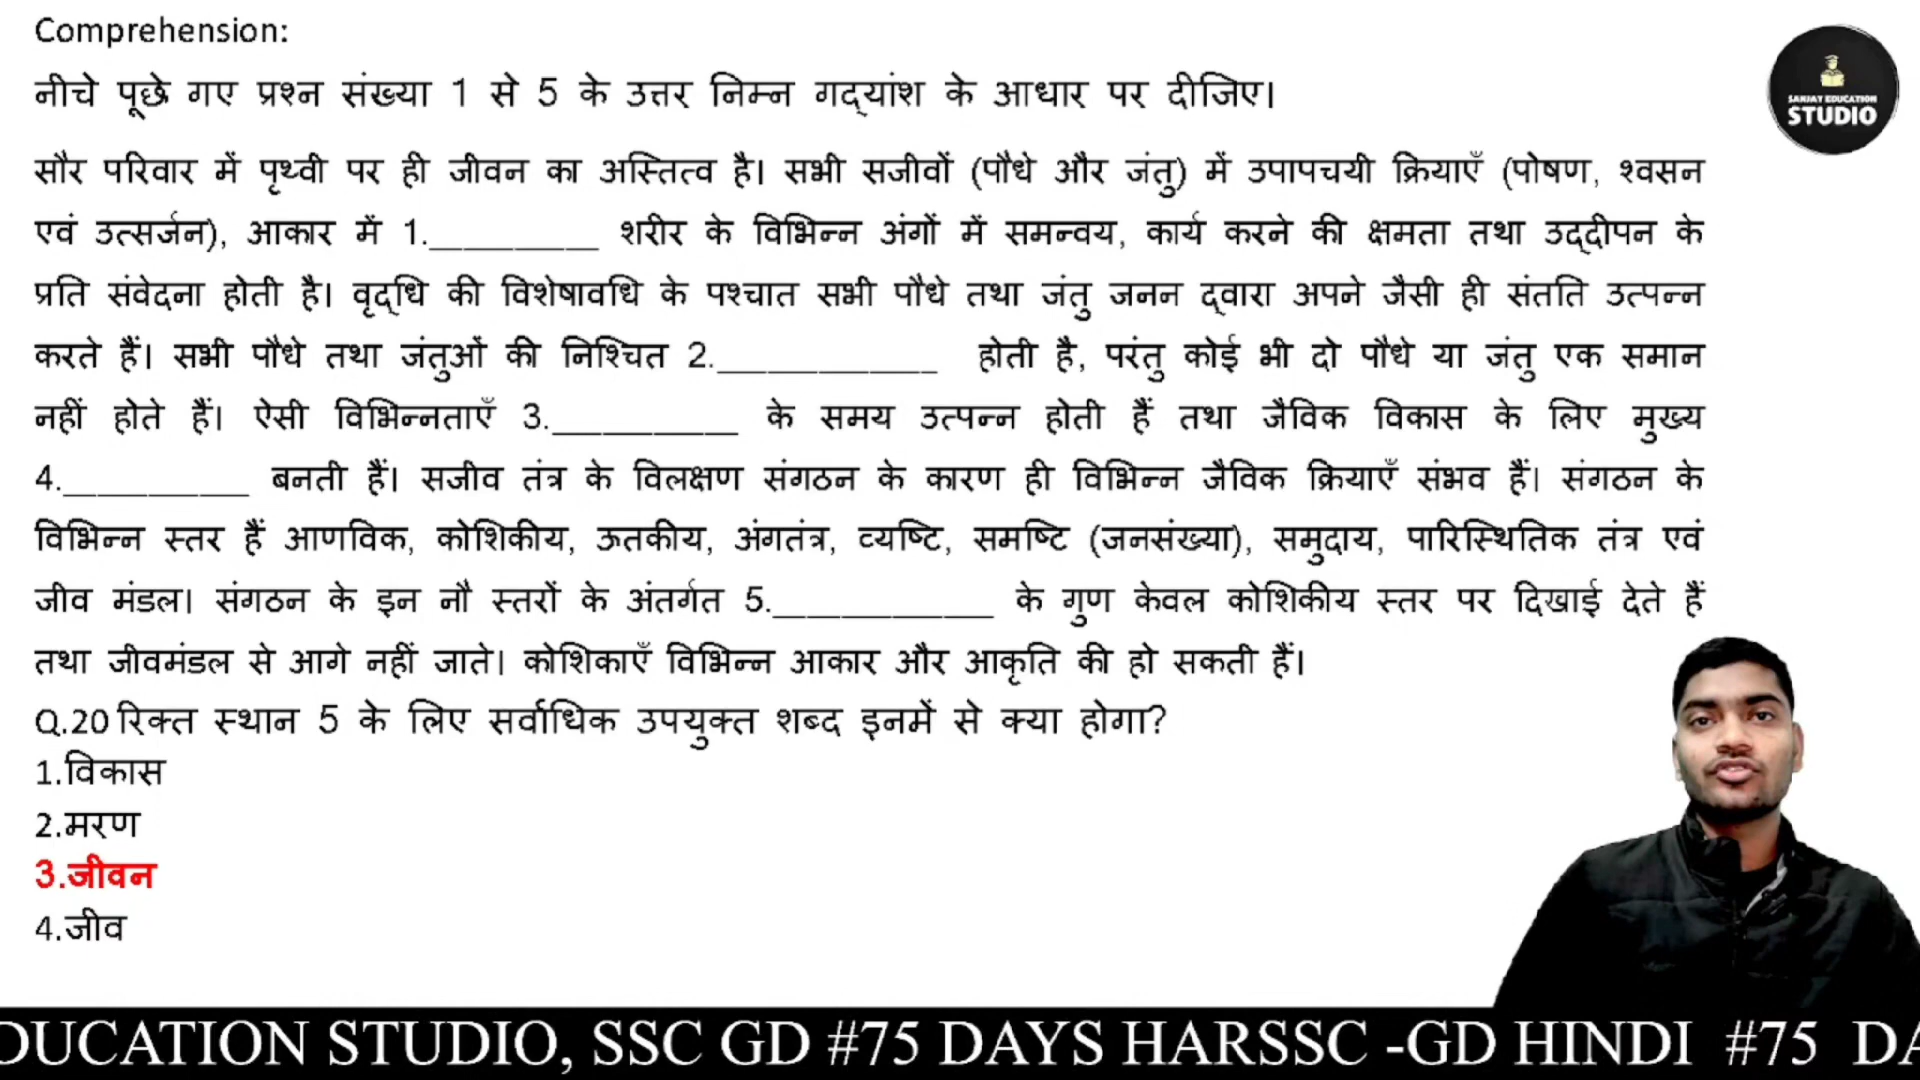 Comprehension:
SANJAY EDUCATION
STUDIO
नीचे पूछे गए प्रश्न संख्या 1 से 5 के उत्तर निम्न गद्यांश के आधार पर दीजिए।
सौर परिवार में पृथ्वी पर ही जीवन का अस्तित्व है। सभी सजीवों (पौधे और जंतु) में उपापचयी क्रियाएँ (पोषण, श्वसन
एवं उत्सर्जन), आकार में 1.__________ शरीर के विभिन्न अंगों में समन्वय, कार्य करने की क्षमता तथा उद्दीपन के
प्रति संवेदना होती है। वृद्धि की विशेषावधि के पश्चात सभी पौधे तथा जंतु जनन द्वारा अपने जैसी ही संतति उत्पन्न
करते हैं। सभी पौधे तथा जंतुओं की निश्चित 2._____________ होती है, परंतु कोई भी दो पौधे या जंतु एक समान
नहीं होते हैं। ऐसी विभिन्नताएँ 3.___________ के समय उत्पन्न होती हैं तथा जैविक विकास के लिए मुख्य
4.___________ बनती हैं। सजीव तंत्र के विलक्षण संगठन के कारण ही विभिन्न जैविक क्रियाएँ संभव हैं। संगठन के
विभिन्न स्तर हैं आणविक, कोशिकीय, ऊतकीय, अंगतंत्र, व्यष्टि, समष्टि (जनसंख्या), समुदाय, पारिस्थितिक तंत्र एवं
जीव मंडल। संगठन के इन नौ स्तरों के अंतर्गत 5._____________ के गुण केवल कोशिकीय स्तर पर दिखाई देते हैं
तथा जीवमंडल से आगे नहीं जाते। कोशिकाएँ विभिन्न आकार और आकृति की हो सकती हैं।
Q.20 रिक्त स्थान 5 के लिए सर्वाधिक उपयुक्त शब्द इनमें से क्या होगा?
1.विकास
2.मरण
3.जीवन
4.जीव
DUCATION STUDIO, SSC GD #75 DAYS HARSSC -GD HINDI #75 DA